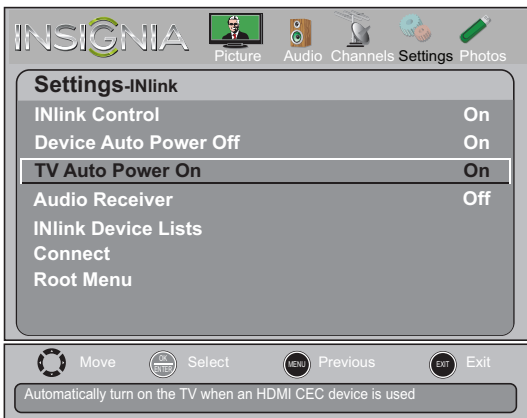 INSIGNIA
Picture Audio Channels Settings Photos
Settings-INlink
INlink Control On
Device Auto Power Off On
TV Auto Power On On
Audio Receiver Off
INlink Device Lists
Connect
Root Menu
Move OK ENTER Select MENU Previous EXIT Exit
Automatically turn on the TV when an HDMI CEC device is used